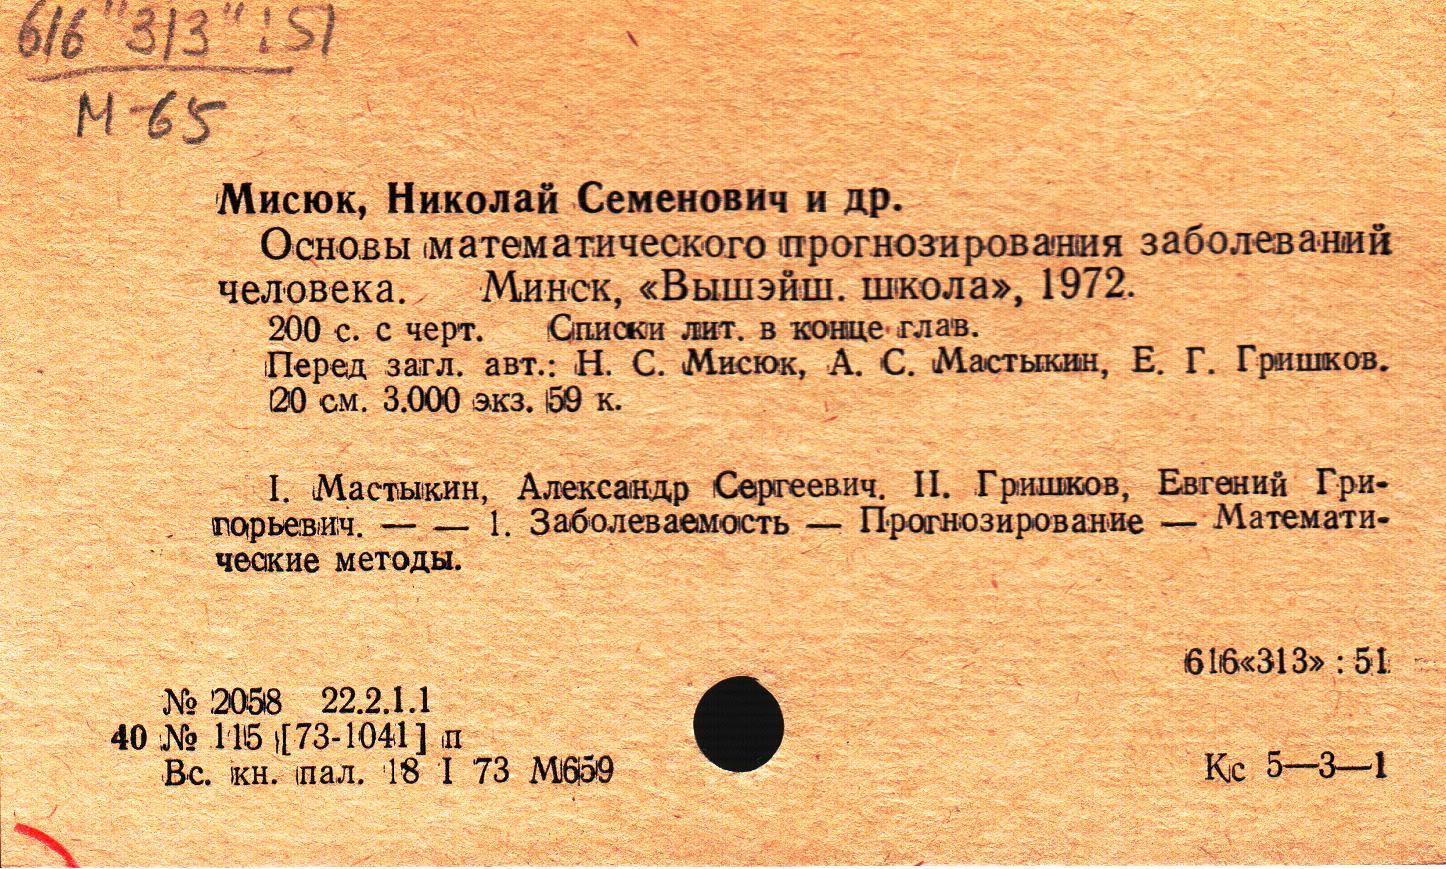 616"313":51
М-65
Мисюк, Николай Семенович и др.
Основы математического прогнозирования заболеваний
человека. Минск, «Вышэйш. школа», 1972.
200 с. с черт. Списки лит. в конце глав.
Перед загл. авт.: Н. С. Мисюк, А. С. Мастыкин, Е. Г. Гришков.
20 см. 3.000 экз. 59 к.
I. Мастыкин, Александр Сергеевич. II. Гришков, Евгений Гри-
горьевич. — — 1. Заболеваемость — Прогнозирование — Математи-
ческие методы.
616«313» : 51
№ 2058 22.2.1.1
40 № 115 [73-1041] п
Вс. кн. пал. 18 I 73 М659
Кс 5—3—1